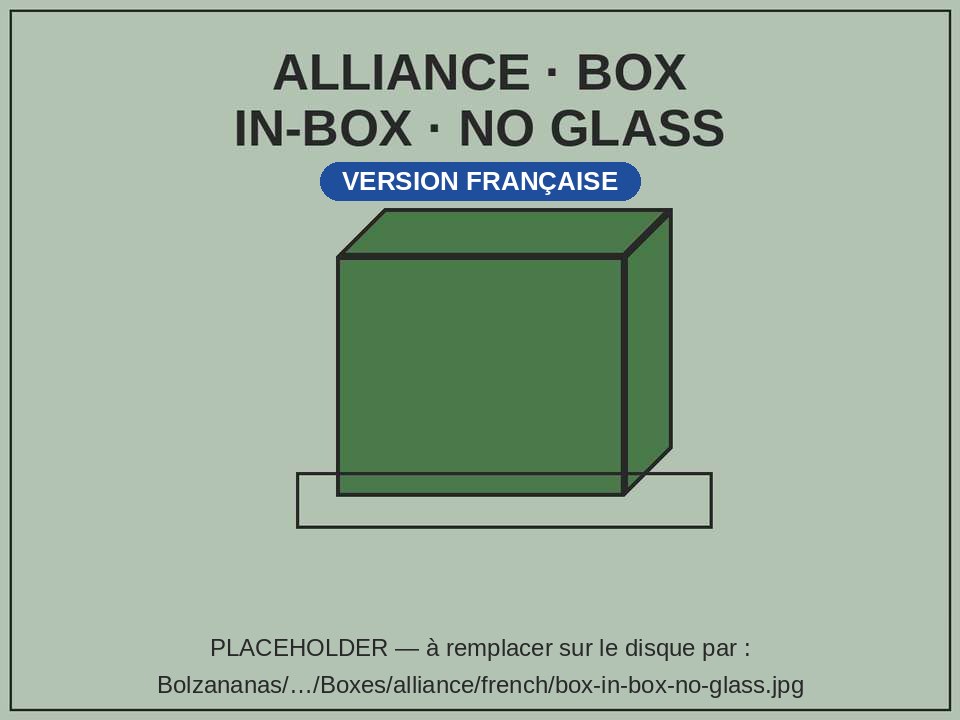 ALLIANCE · BOX
IN-BOX · NO GLASS
VERSION FRANÇAISE
PLACEHOLDER — à remplacer sur le disque par :
Bolzananas/…/Boxes/alliance/french/box-in-box-no-glass.jpg